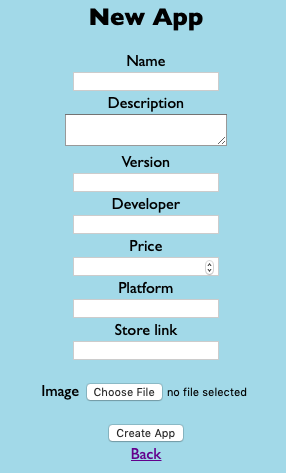 New App
Name
Description
Version
Developer
Price
Platform
Store link
Image Choose File no file selected
Create App
Back